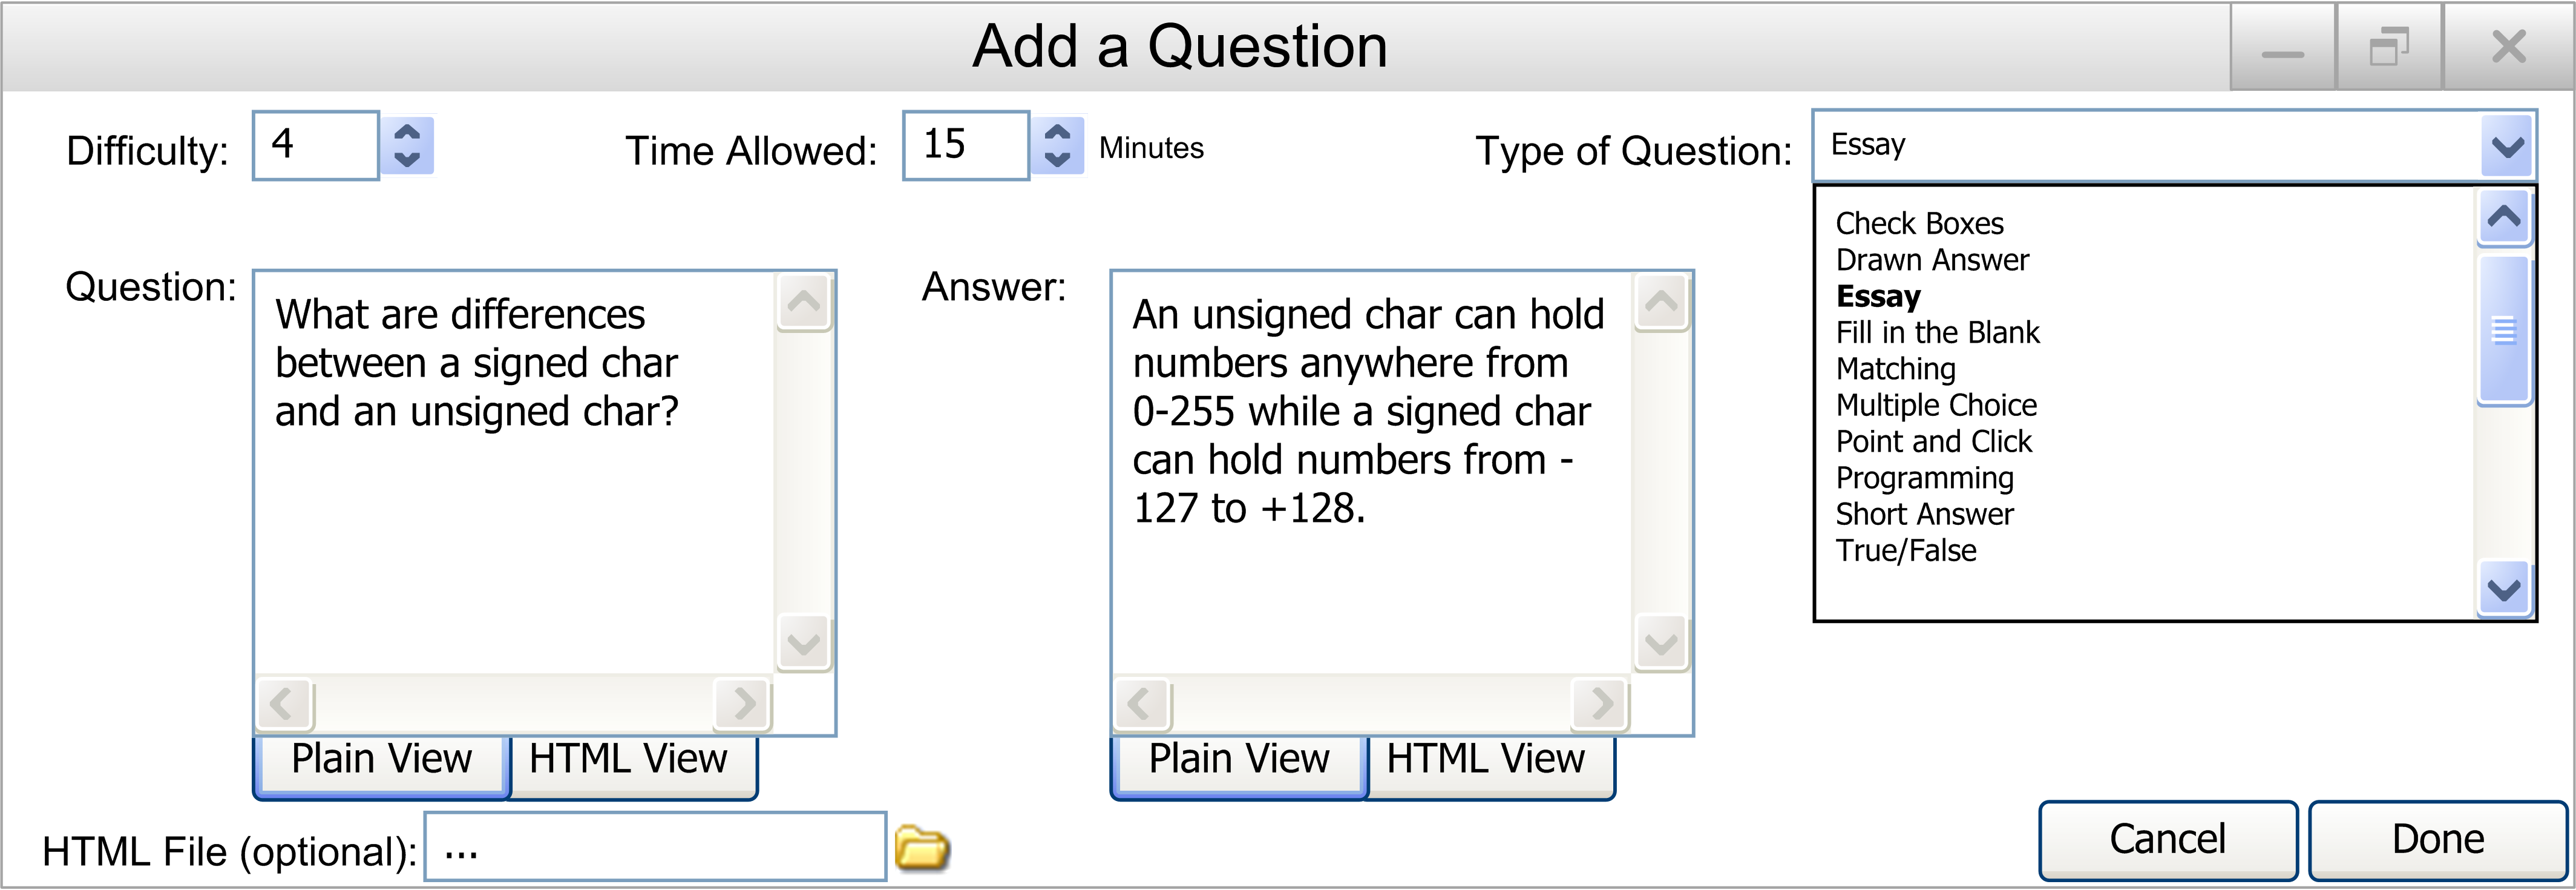 Add a Question
Difficulty: 4
Time Allowed: 15 Minutes
Type of Question: Essay
Check Boxes
Drawn Answer
Essay
Fill in the Blank
Matching
Multiple Choice
Point and Click
Programming
Short Answer
True/False
Question:
What are differences
between a signed char
and an unsigned char?
Plain View HTML View
Answer:
An unsigned char can hold
numbers anywhere from
0-255 while a signed char
can hold numbers from -
127 to +128.
Plain View HTML View
HTML File (optional): ...
Cancel Done